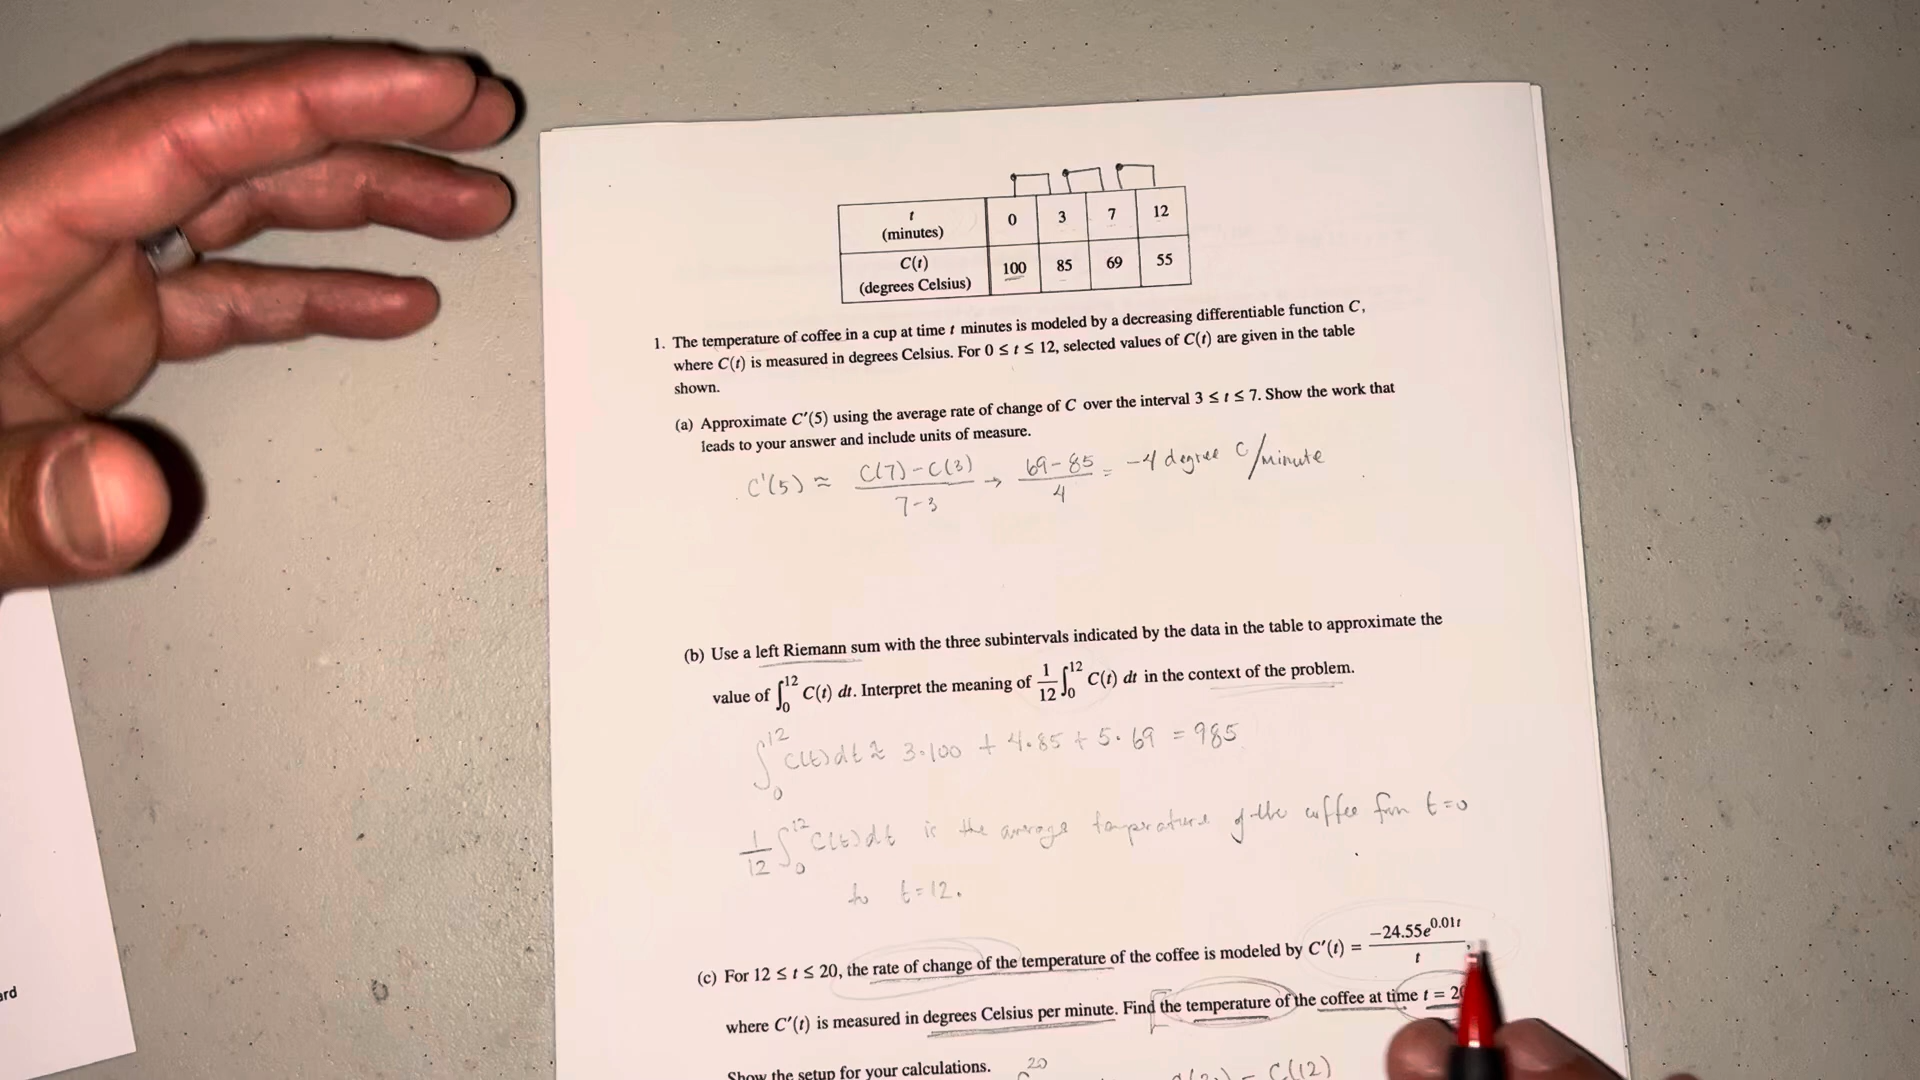 t (minutes) 0 3 7 12
C(t) (degrees Celsius) 100 85 69 55
1. The temperature of coffee in a cup at time t minutes is modeled by a decreasing differentiable function C,
where C(t) is measured in degrees Celsius. For 0 ≤ t ≤ 12, selected values of C(t) are given in the table
shown.
(a) Approximate C′(5) using the average rate of change of C over the interval 3 ≤ t ≤ 7. Show the work that
leads to your answer and include units of measure.
C'(5) ≈ (C(7) - C(3))/(7-3) → (69-85)/4 = -4 degree C/minute
(b) Use a left Riemann sum with the three subintervals indicated by the data in the table to approximate the
value of ∫₀¹² C(t) dt. Interpret the meaning of 1/12 ∫₀¹² C(t) dt in the context of the problem.
∫₀¹² C(t)dt ≈ 3·100 + 4·85 + 5·69 = 985
1/12 ∫₀¹² C(t)dt is the average temperature of the coffee from t=0
to t=12.
(c) For 12 ≤ t ≤ 20, the rate of change of the temperature of the coffee is modeled by C′(t) = −24.55e^(0.01t)/t,
where C′(t) is measured in degrees Celsius per minute. Find the temperature of the coffee at time t =
Show the setup for your calculations.
20
- C(12)